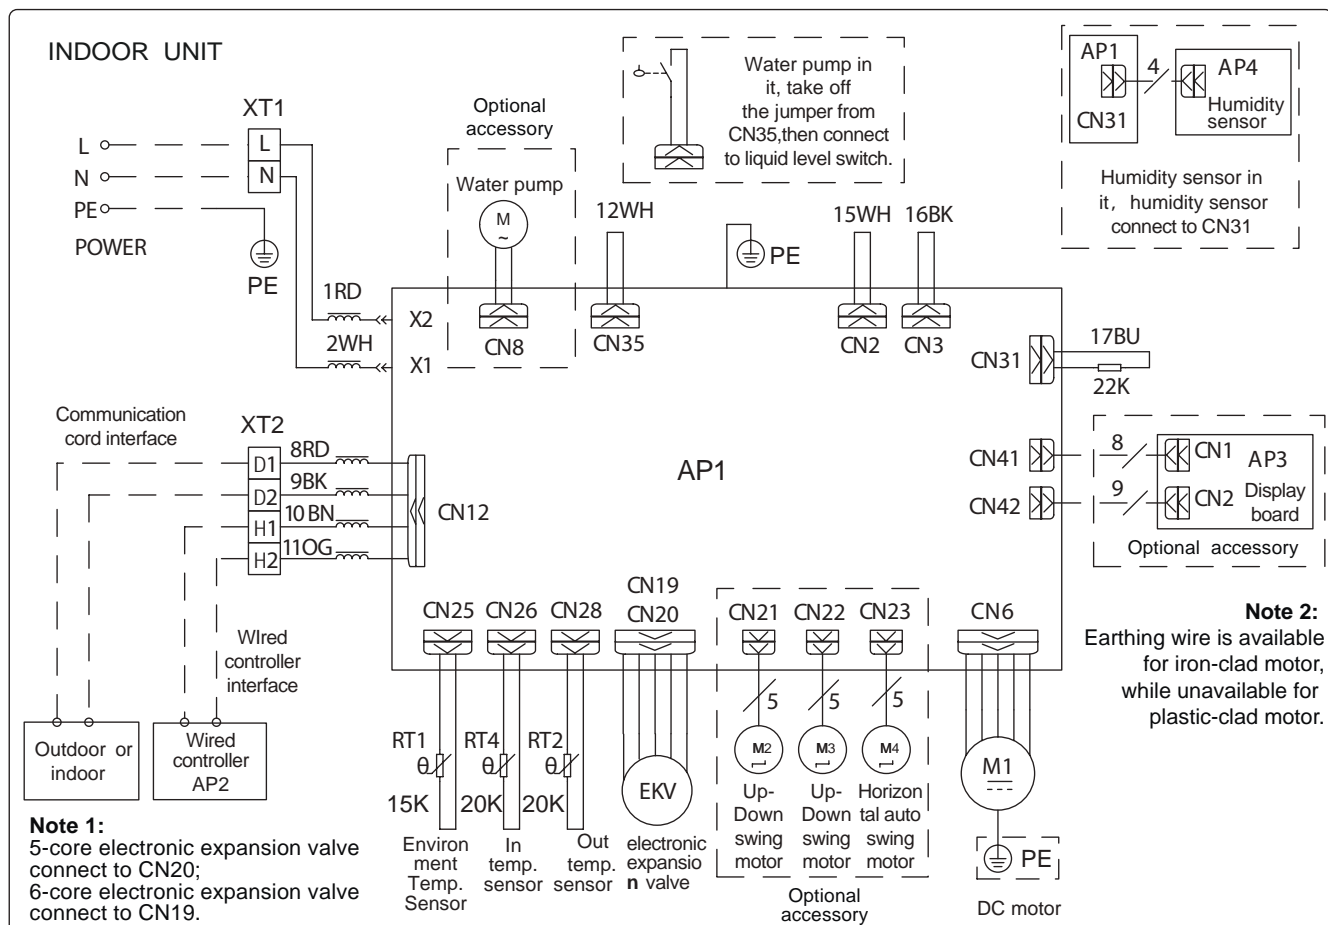 INDOOR UNIT
XT1
L
N
PE
POWER
L
N
PE
Optional
accessory
Water pump
M
~
CN8
12WH
CN35
Water pump in
it, take off
the jumper from
CN35,then connect
to liquid level switch.
PE
15WH
CN2
16BK
CN3
AP1
CN31
4
AP4
Humidity
sensor
Humidity sensor in
it, humidity sensor
connect to CN31
1RD
X2
2WH
X1
CN31
17BU
22K
Communication
cord interface
XT2
D1
8RD
D2
9BK
H1
10BN
H2
11OG
CN12
AP1
CN41
8
CN1
AP3
CN42
9
CN2
Display
board
Optional accessory
WIred
controller
interface
Outdoor or
indoor
Wired
controller
AP2
CN25
CN26
CN28
CN19
CN20
CN21
CN22
CN23
CN6
RT1
θ
15K
RT4
θ
20K
RT2
θ
20K
EKV
5
5
5
M2
M3
M4
M1
Environ
ment
Temp.
Sensor
In
temp.
sensor
Out
temp.
sensor
electronic
expansio
n valve
Up-
Down
swing
motor
Up-
Down
swing
motor
Horizon
tal auto
swing
motor
Optional
accessory
PE
DC motor
Note 2:
Earthing wire is available
for iron-clad motor,
while unavailable for
plastic-clad motor.
Note 1:
5-core electronic expansion valve
connect to CN20;
6-core electronic expansion valve
connect to CN19.